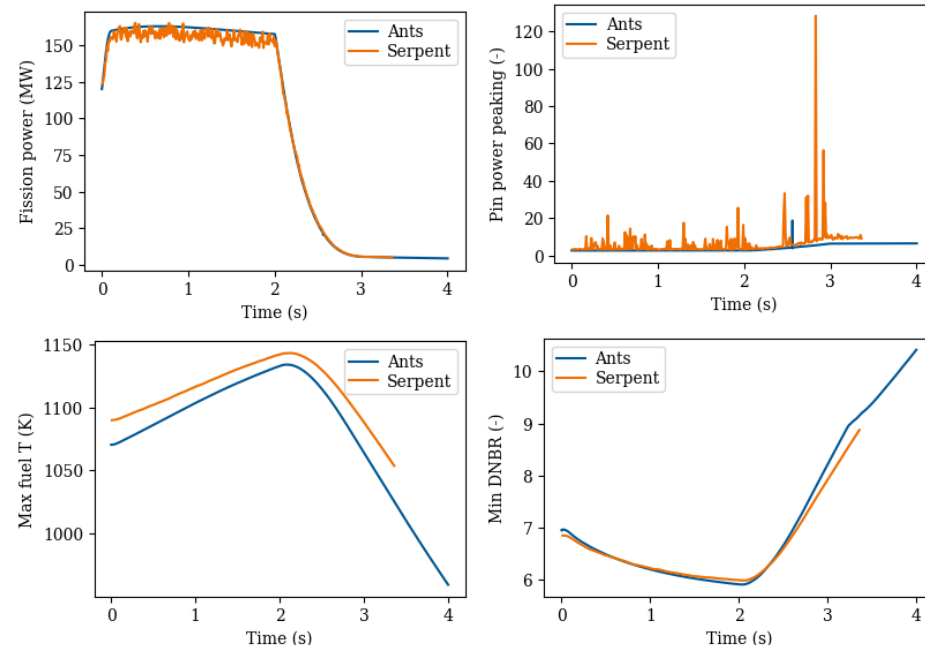 Fission power (MW)
150
125
100
75
50
25
0
0 1 2 3 4
Time (s)
Ants
Serpent
Pin power peaking (-)
120
100
80
60
40
20
0
0 1 2 3 4
Time (s)
Ants
Serpent
Max fuel T (K)
1150
1100
1050
1000
0 1 2 3 4
Time (s)
Ants
Serpent
Min DNBR (-)
10
9
8
7
6
0 1 2 3 4
Time (s)
Ants
Serpent